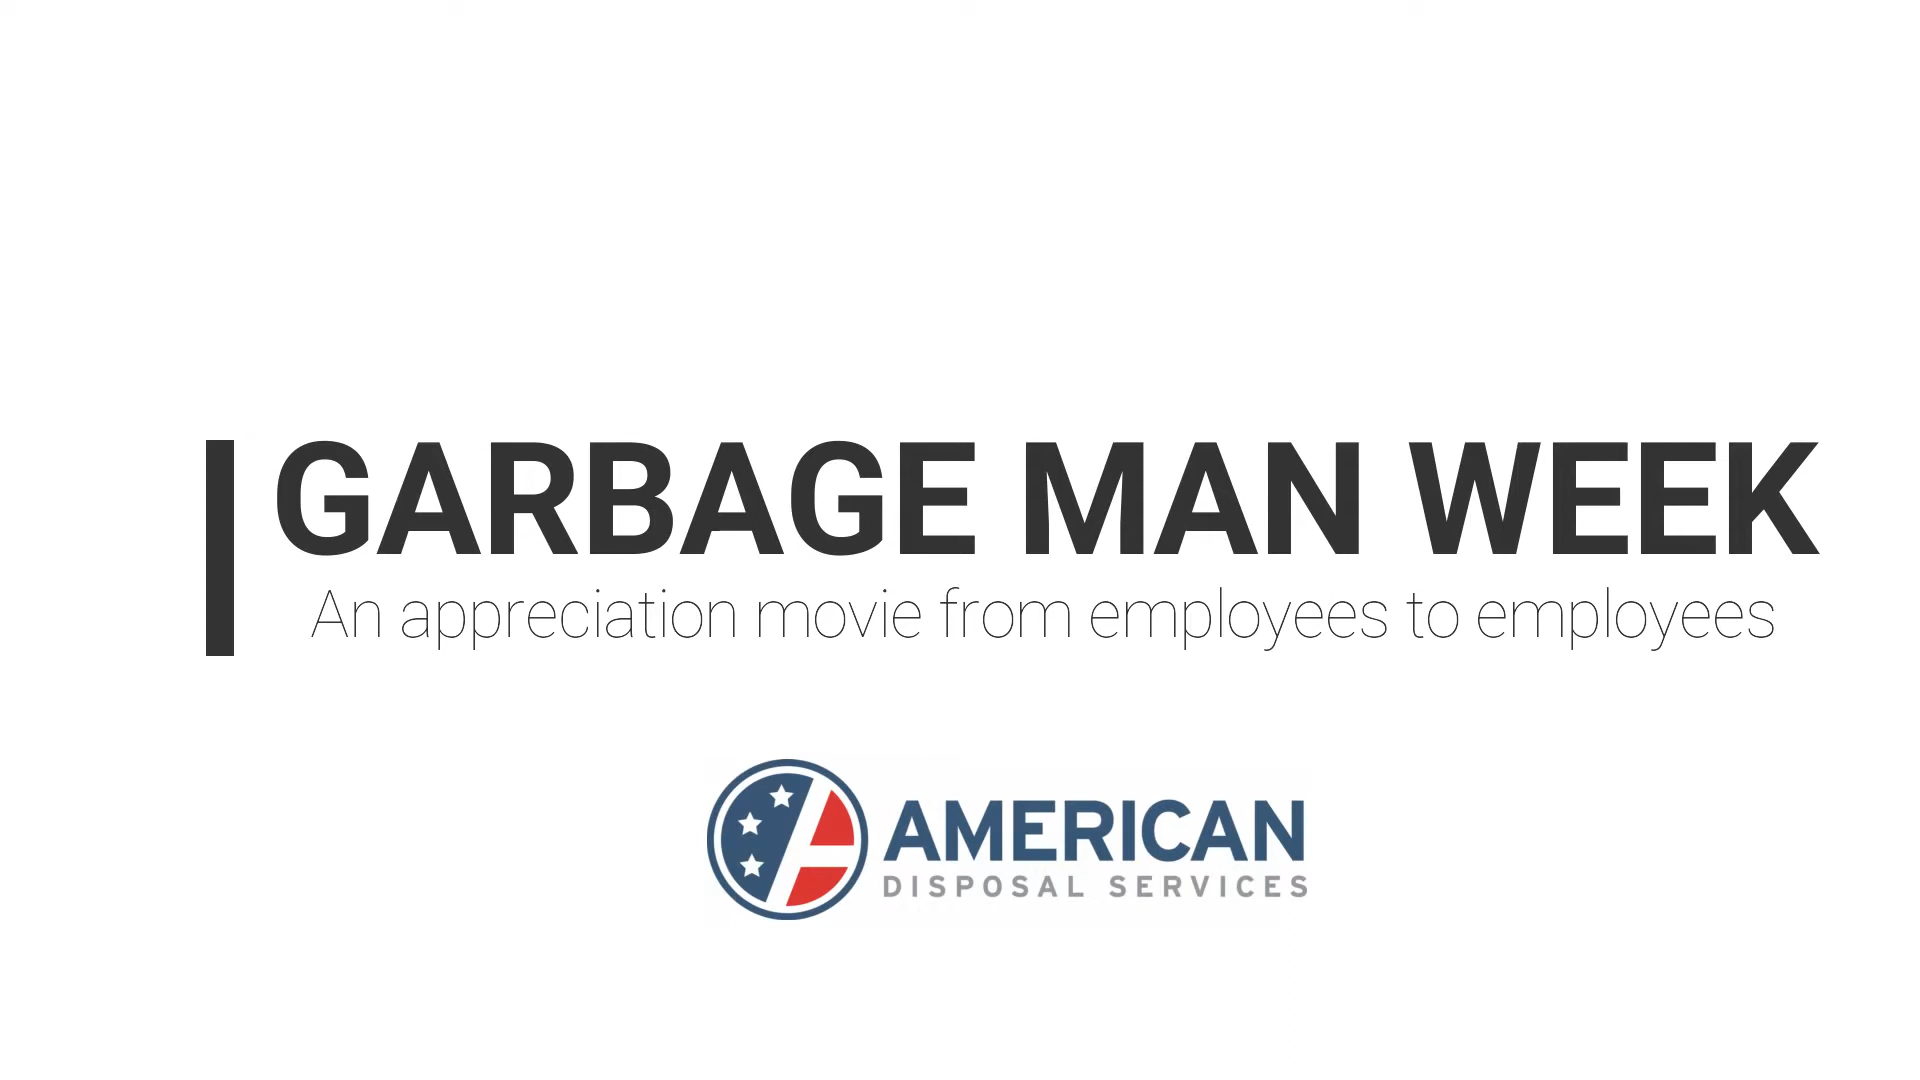 GARBAGE MAN WEEK
An appreciation movie from employees to employees
AMERICAN
DISPOSAL SERVICES